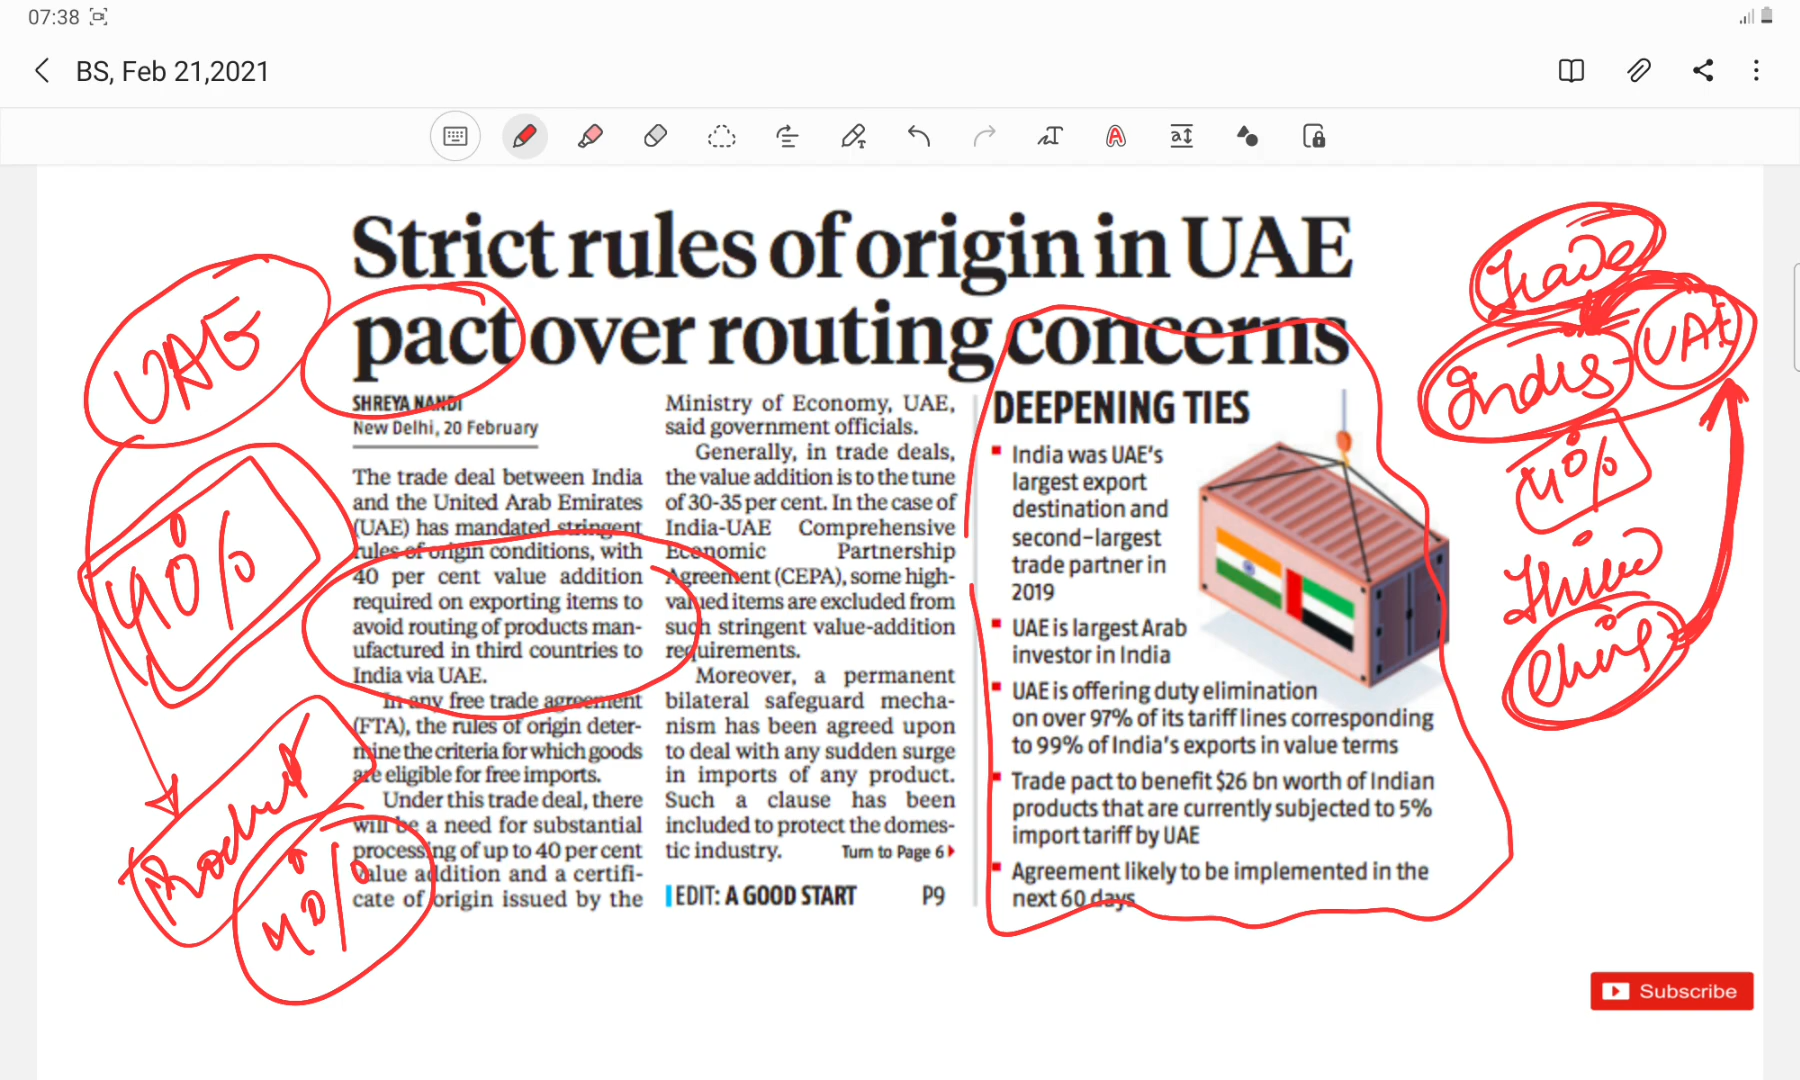 07:38
BS, Feb 21,2021
Strict rules of origin in UAE
pact over routing concerns
SHREYA NANDI
New Delhi, 20 February
The trade deal between India
and the United Arab Emirates
(UAE) has mandated stringent
rules of origin conditions, with
40 per cent value addition
required on exporting items to
avoid routing of products man-
ufactured in third countries to
India via UAE.
In any free trade agreement
(FTA), the rules of origin deter-
mine the criteria for which goods
are eligible for free imports.
Under this trade deal, there
will be a need for substantial
processing of up to 40 per cent
value addition and a certifi-
cate of origin issued by the
Ministry of Economy, UAE,
said government officials.
Generally, in trade deals,
the value addition is to the tune
of 30-35 per cent. In the case of
India-UAE Comprehensive
Economic Partnership
Agreement (CEPA), some high-
valued items are excluded from
such stringent value-addition
requirements.
Moreover, a permanent
bilateral safeguard mecha-
nism has been agreed upon
to deal with any sudden surge
in imports of any product.
Such a clause has been
included to protect the domes-
tic industry. Turn to Page 6
EDIT: A GOOD START P9
DEEPENING TIES
India was UAE's
largest export
destination and
second-largest
trade partner in
2019
UAE is largest Arab
investor in India
UAE is offering duty elimination
on over 97% of its tariff lines corresponding
to 99% of India's exports in value terms
Trade pact to benefit $26 bn worth of Indian
products that are currently subjected to 5%
import tariff by UAE
Agreement likely to be implemented in the
next 60 days
UAE
40%
Product
40%
Trade
India - UAE
40%
Subscribe